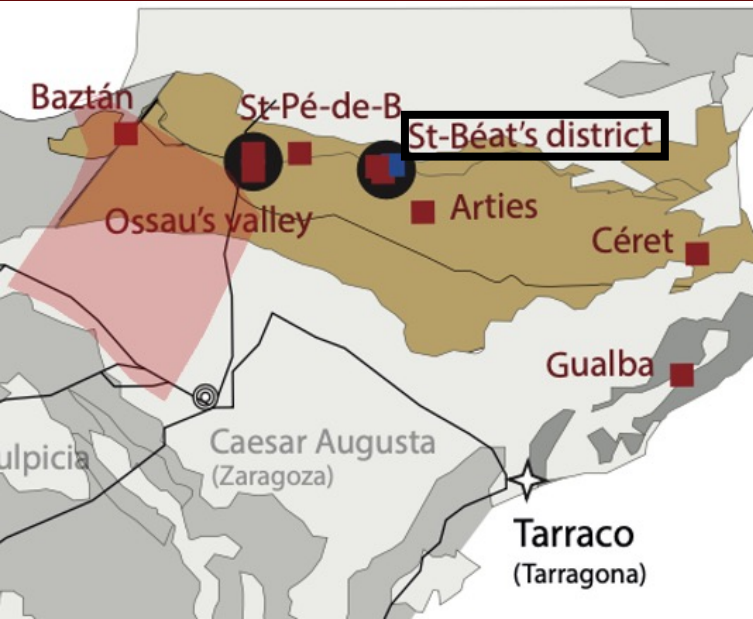 Baztán
St-Pé-de-B
St-Béat's district
Ossau's valley
Arties
Céret
Gualba
ulpicia
Caesar Augusta
(Zaragoza)
Tarraco
(Tarragona)